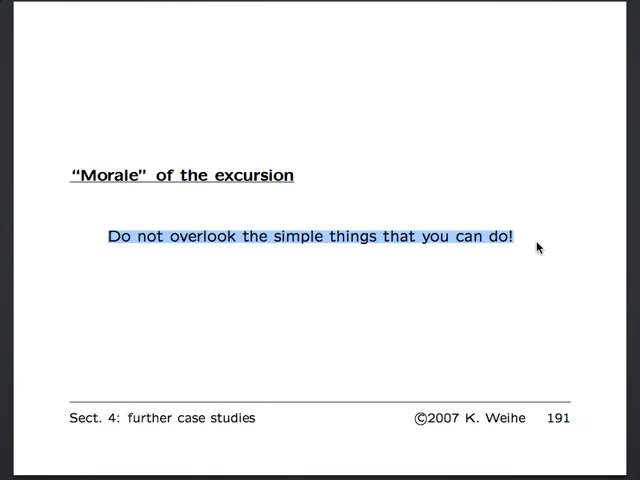 “Morale” of the excursion
Do not overlook the simple things that you can do!
Sect. 4: further case studies ©2007 K. Weihe 191